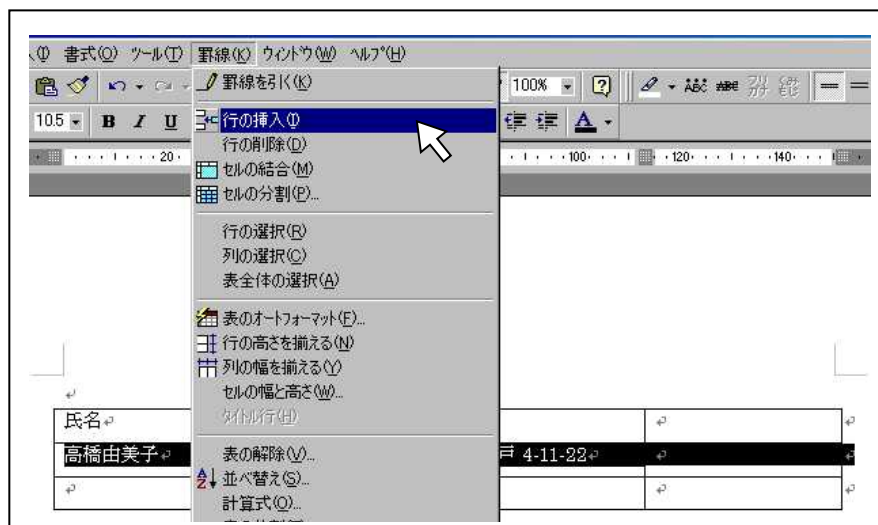 書式(O) ツール(T) 罫線(K) ウィンドウ(W) ヘルプ(H)
罫線を引く(K)
100%
10.5 B I U
行の挿入(I)
行の削除(D)
セルの結合(M)
セルの分割(P)...
20 100 120 140
行の選択(R)
列の選択(C)
表全体の選択(A)
表のオートフォーマット(F)...
行の高さを揃える(N)
列の幅を揃える(Y)
セルの幅と高さ(W)...
タイトル行(H)
氏名
高橋由美子 戸 4-11-22
表の解除(V)...
並べ替え(S)...
計算式(O)...